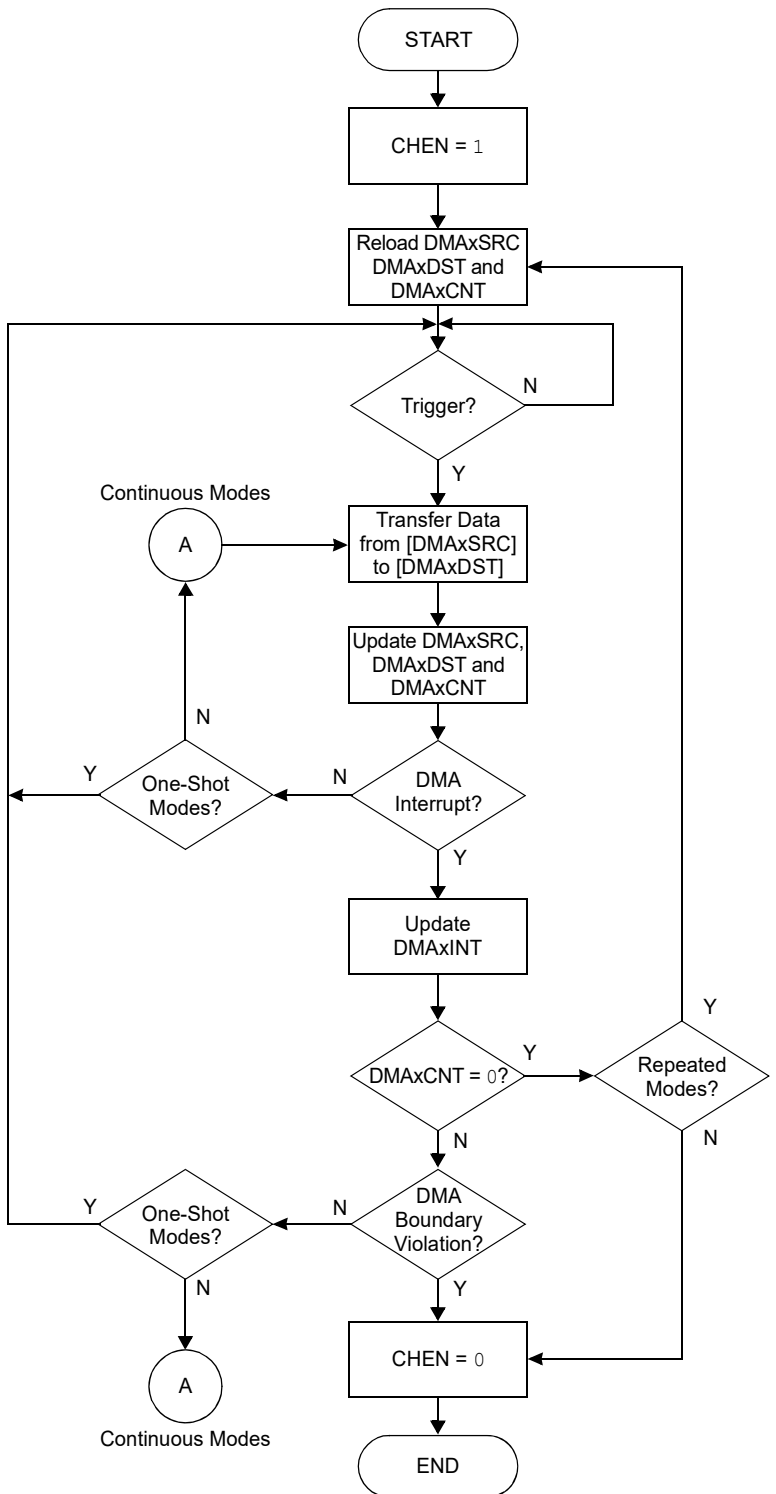 START
CHEN = 1
Reload DMAxSRC
DMAxDST and
DMAxCNT
N
Trigger?
Y
Continuous Modes
A
Transfer Data
from [DMAxSRC]
to [DMAxDST]
Update DMAxSRC,
DMAxDST and
DMAxCNT
N
Y
One-Shot
Modes?
N
DMA
Interrupt?
Y
Update
DMAxINT
Y
DMAxCNT = 0?
Y
Repeated
Modes?
N
N
Y
One-Shot
Modes?
N
DMA
Boundary
Violation?
N
Y
CHEN = 0
A
Continuous Modes
END